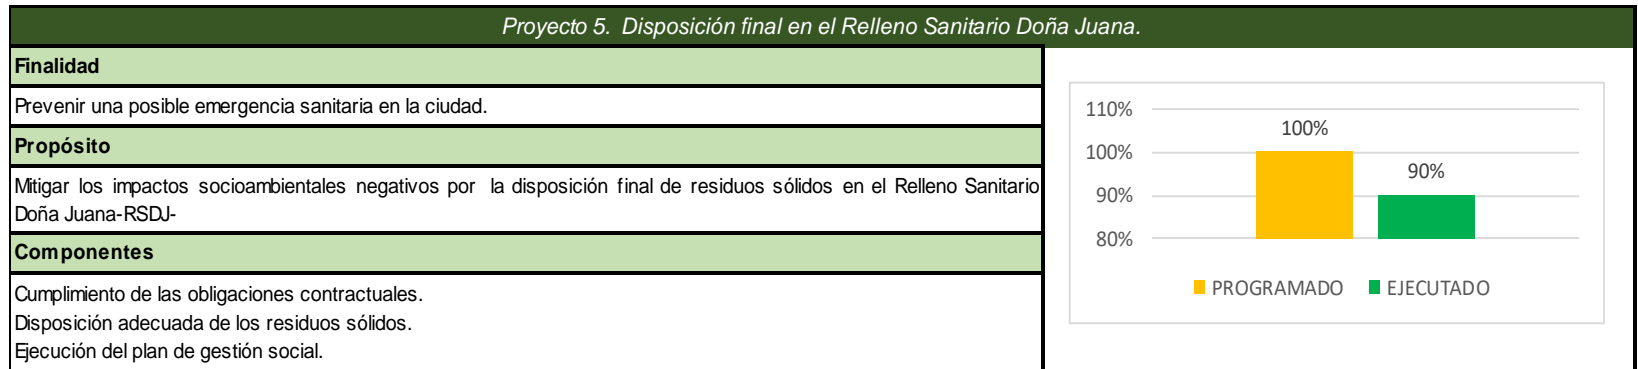 Proyecto 5. Disposición final en el Relleno Sanitario Doña Juana.
Finalidad
Prevenir una posible emergencia sanitaria en la ciudad.
Propósito
Mitigar los impactos socioambientales negativos por la disposición final de residuos sólidos en el Relleno Sanitario
Doña Juana-RSDJ-
Componentes
Cumplimiento de las obligaciones contractuales.
Disposición adecuada de los residuos sólidos.
Ejecución del plan de gestión social.
110%
100%
90%
80%
100%
90%
PROGRAMADO EJECUTADO